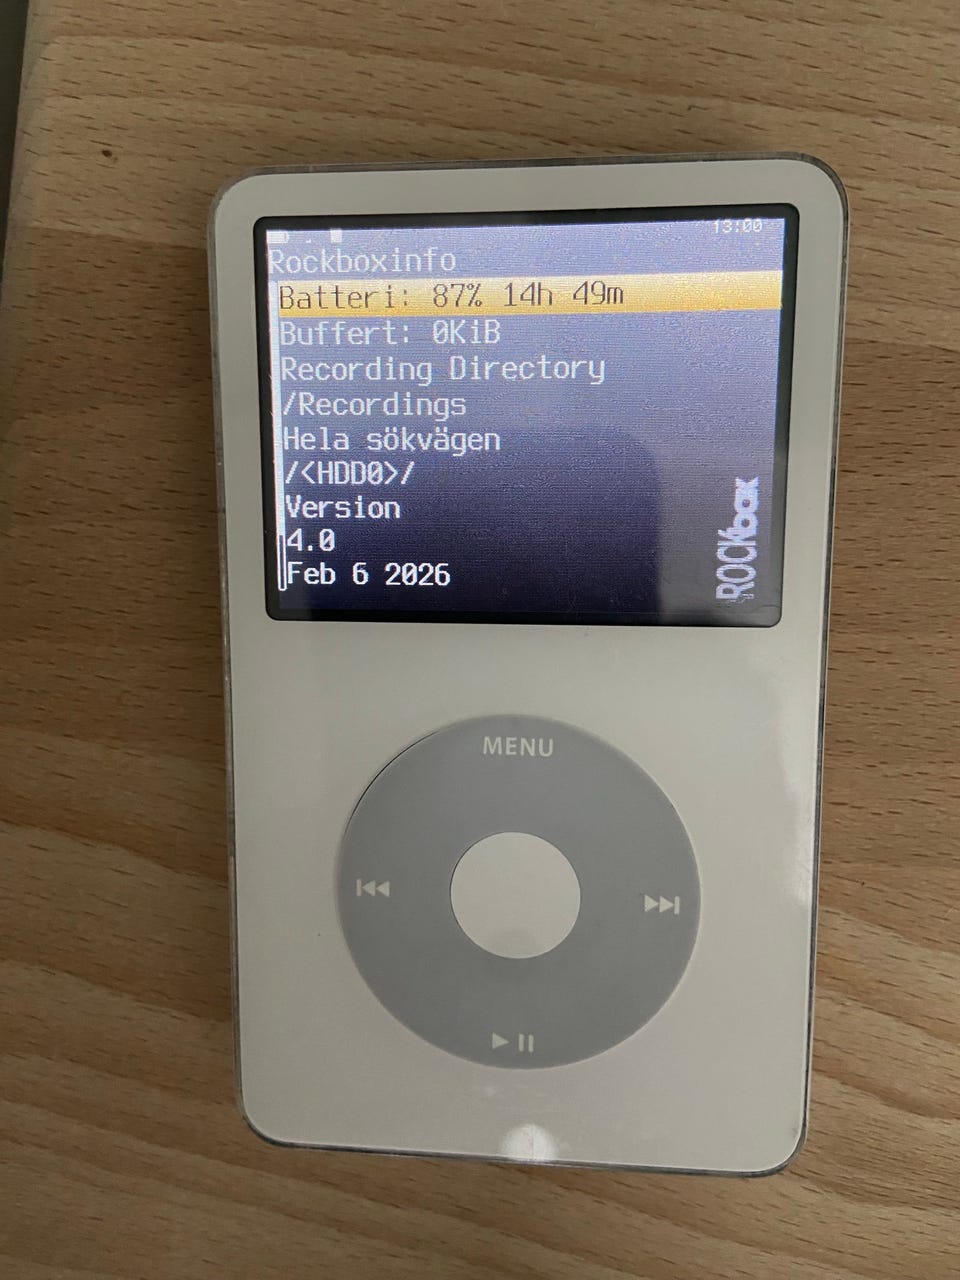 13:00
Rockboxinfo
Batteri: 87% 14h 49m
Buffert: 0KiB
Recording Directory
/Recordings
Hela sökvägen
/<HDD0>/
Version
4.0
Feb 6 2026
ROCKbox
MENU